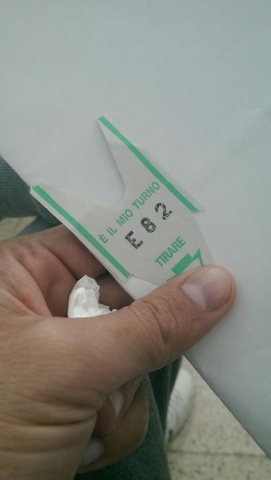 È IL MIO TURNO
E 82
TIRARE